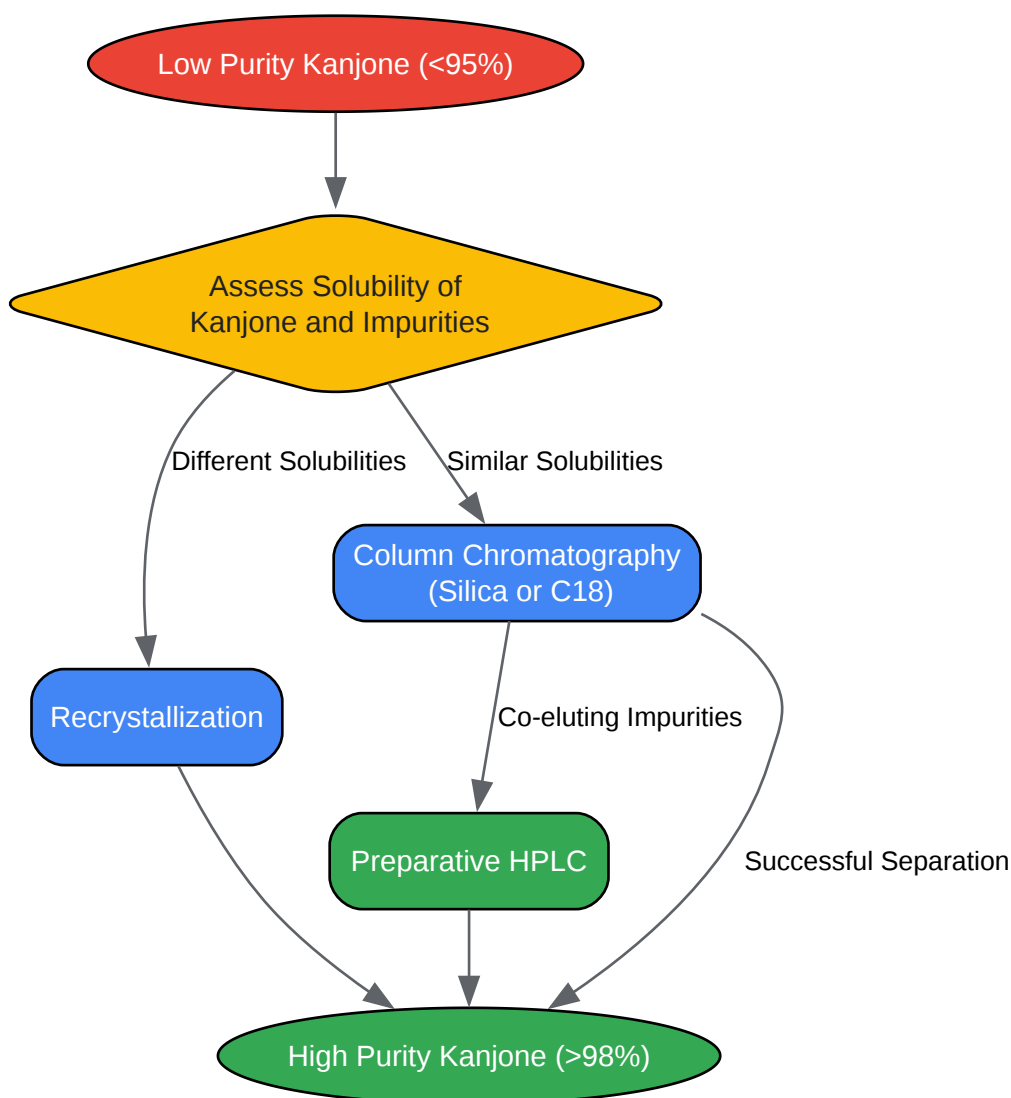 Low Purity Kanjone (<95%)
Assess Solubility of
Kanjone and Impurities
Different Solubilities
Similar Solubilities
Column Chromatography
(Silica or C18)
Recrystallization
Co-eluting Impurities
Preparative HPLC
Successful Separation
High Purity Kanjone (>98%)